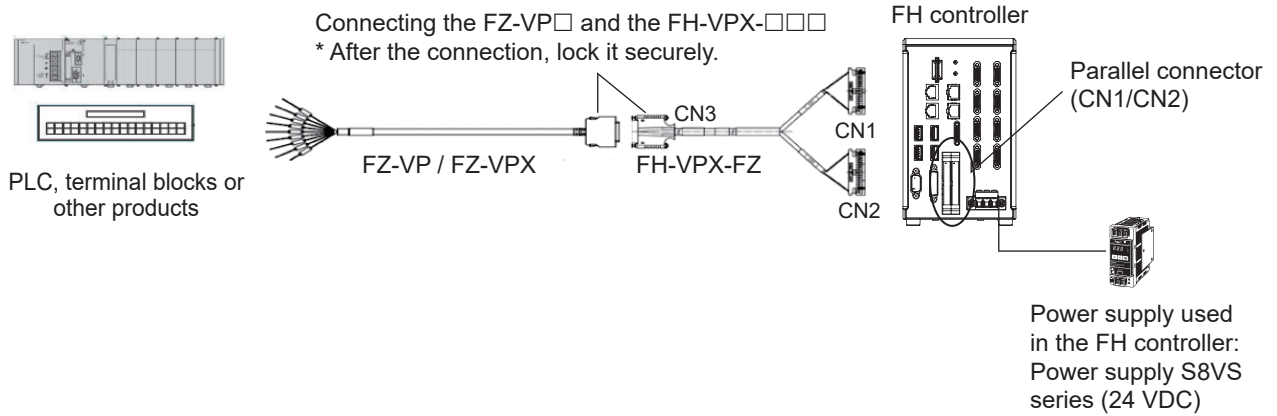 Connecting the FZ-VP□ and the FH-VPX-□□□
* After the connection, lock it securely.
FH controller
Parallel connector
(CN1/CN2)
CN3
CN1
FZ-VP / FZ-VPX
FH-VPX-FZ
CN2
PLC, terminal blocks or
other products
Power supply used
in the FH controller:
Power supply S8VS
series (24 VDC)